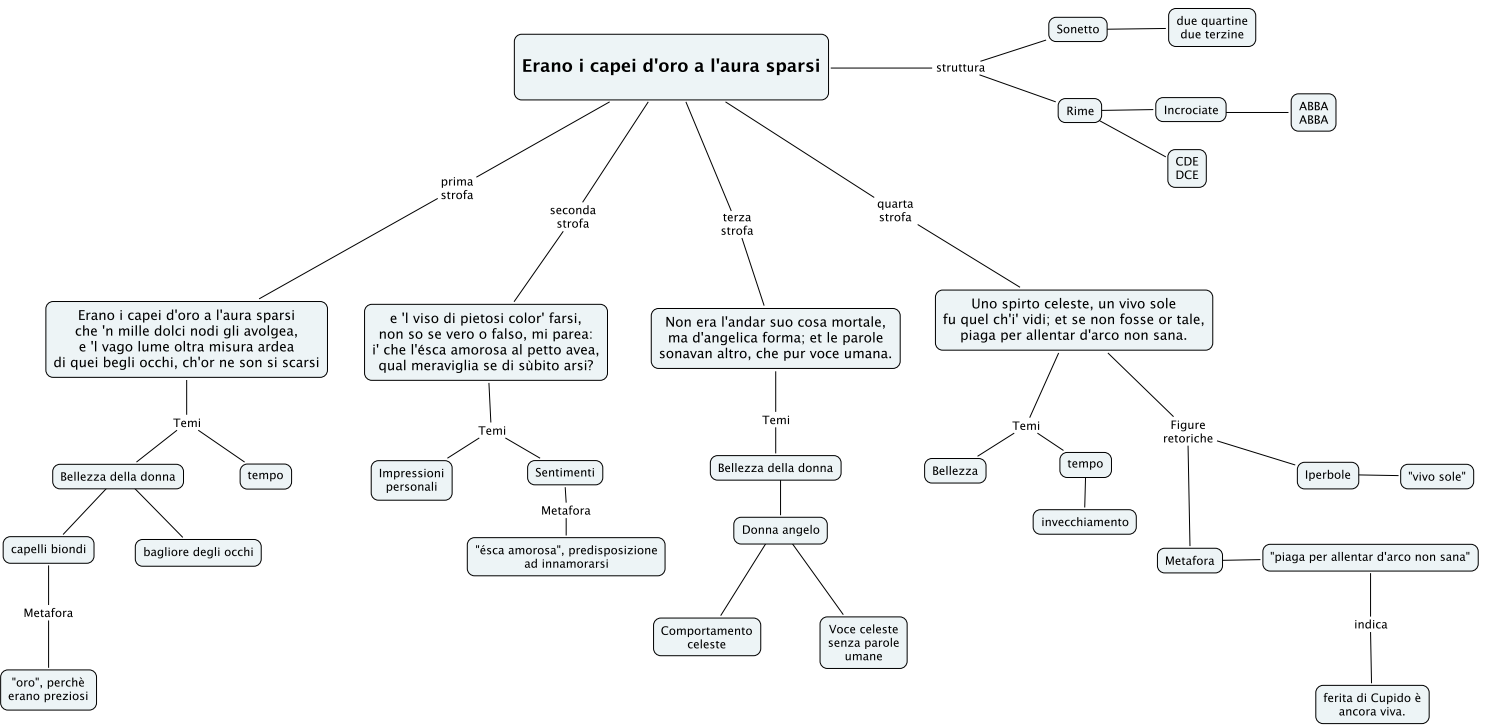 Erano i capei d'oro a l'aura sparsi
struttura
Sonetto
due quartine
due terzine
Rime
Incrociate
ABBA
ABBA
CDE
DCE
prima
strofa
seconda
strofa
terza
strofa
quarta
strofa
Erano i capei d'oro a l'aura sparsi
che 'n mille dolci nodi gli avolgea,
e 'l vago lume oltra misura ardea
di quei begli occhi, ch'or ne son si scarsi
Temi
Bellezza della donna
tempo
capelli biondi
bagliore degli occhi
Metafora
"oro", perchè
erano preziosi
e 'l viso di pietosi color' farsi,
non so se vero o falso, mi parea:
i' che l'ésca amorosa al petto avea,
qual meraviglia se di sùbito arsi?
Temi
Impressioni
personali
Sentimenti
Metafora
"ésca amorosa", predisposizione
ad innamorarsi
Non era l'andar suo cosa mortale,
ma d'angelica forma; et le parole
sonavan altro, che pur voce umana.
Temi
Bellezza della donna
Donna angelo
Comportamento
celeste
Voce celeste
senza parole
umane
Uno spirto celeste, un vivo sole
fu quel ch'i' vidi; et se non fosse or tale,
piaga per allentar d'arco non sana.
Temi
Bellezza
tempo
invecchiamento
Figure
retoriche
Iperbole
"vivo sole"
Metafora
"piaga per allentar d'arco non sana"
indica
ferita di Cupido è
ancora viva.